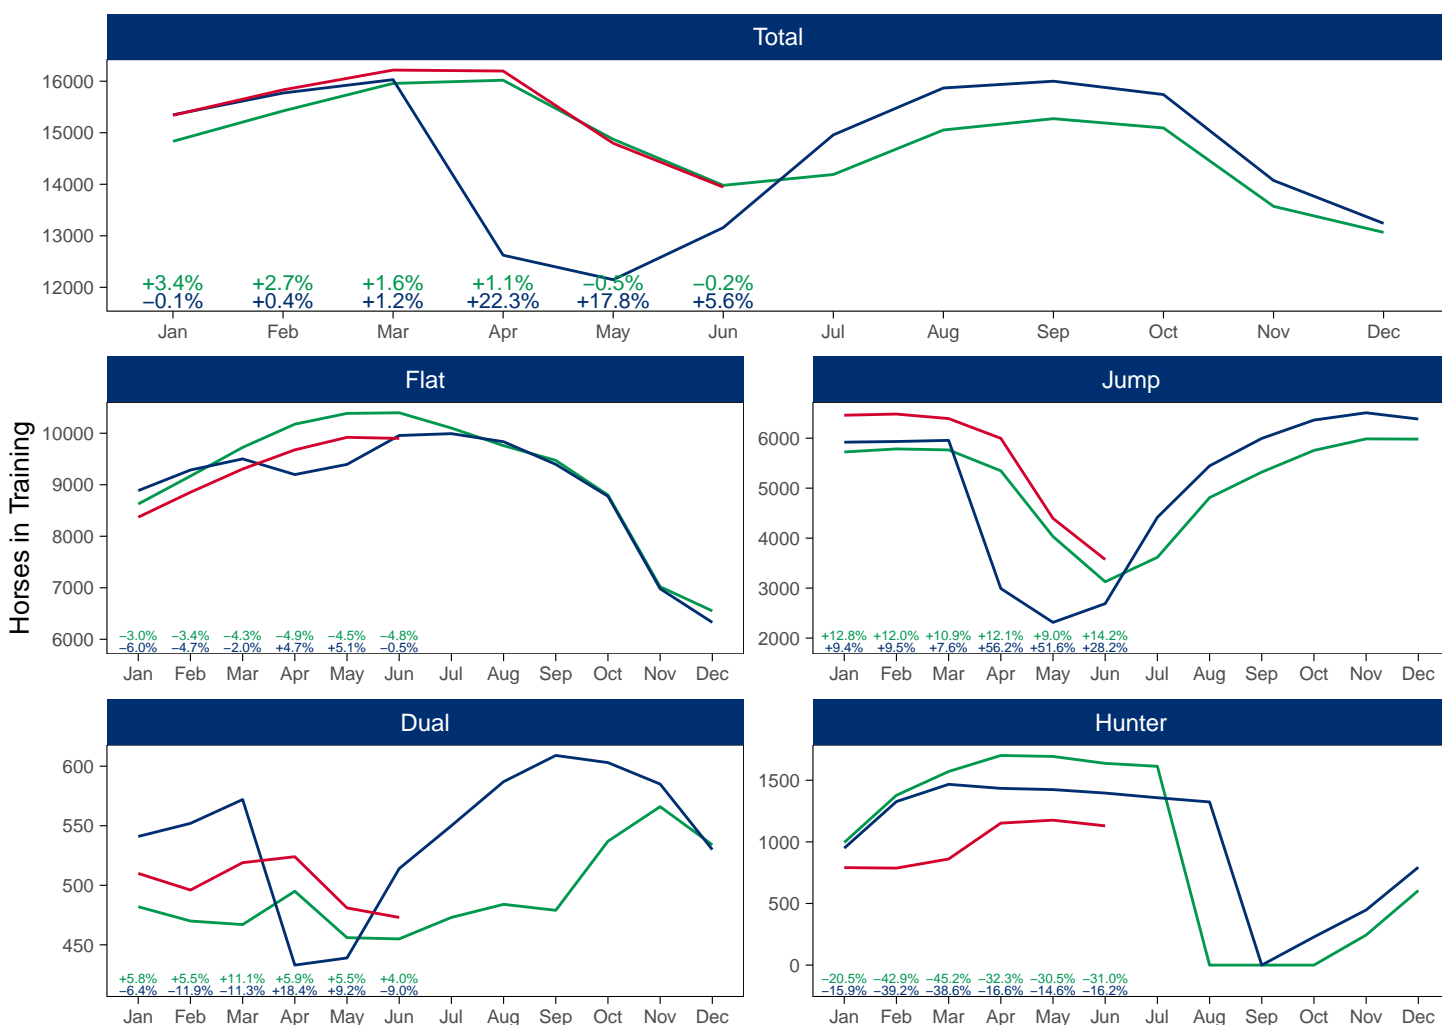 Total
16000
15000
14000
13000
12000
+3.4% +2.7% +1.6% +1.1% −0.5% −0.2%
−0.1% +0.4% +1.2% +22.3% +17.8% +5.6%
Jan Feb Mar Apr May Jun Jul Aug Sep Oct Nov Dec
Horses in Training
Flat
10000
9000
8000
7000
6000
−3.0% −3.4% −4.3% −4.9% −4.5% −4.8%
−6.0% −4.7% −2.0% +4.7% +5.1% −0.5%
Jan Feb Mar Apr May Jun Jul Aug Sep Oct Nov Dec
Jump
6000
5000
4000
3000
2000
+12.8% +12.0% +10.9% +12.1% +9.0% +14.2%
+9.4% +9.5% +7.6% +56.2% +51.6% +28.2%
Jan Feb Mar Apr May Jun Jul Aug Sep Oct Nov Dec
Dual
600
550
500
450
+5.8% +5.5% +11.1% +5.9% +5.5% +4.0%
−6.4% −11.9% −11.3% +18.4% +9.2% −9.0%
Jan Feb Mar Apr May Jun Jul Aug Sep Oct Nov Dec
Hunter
1500
1000
500
0
−20.5% −42.9% −45.2% −32.3% −30.5% −31.0%
−15.9% −39.2% −38.6% −16.6% −14.6% −16.2%
Jan Feb Mar Apr May Jun Jul Aug Sep Oct Nov Dec